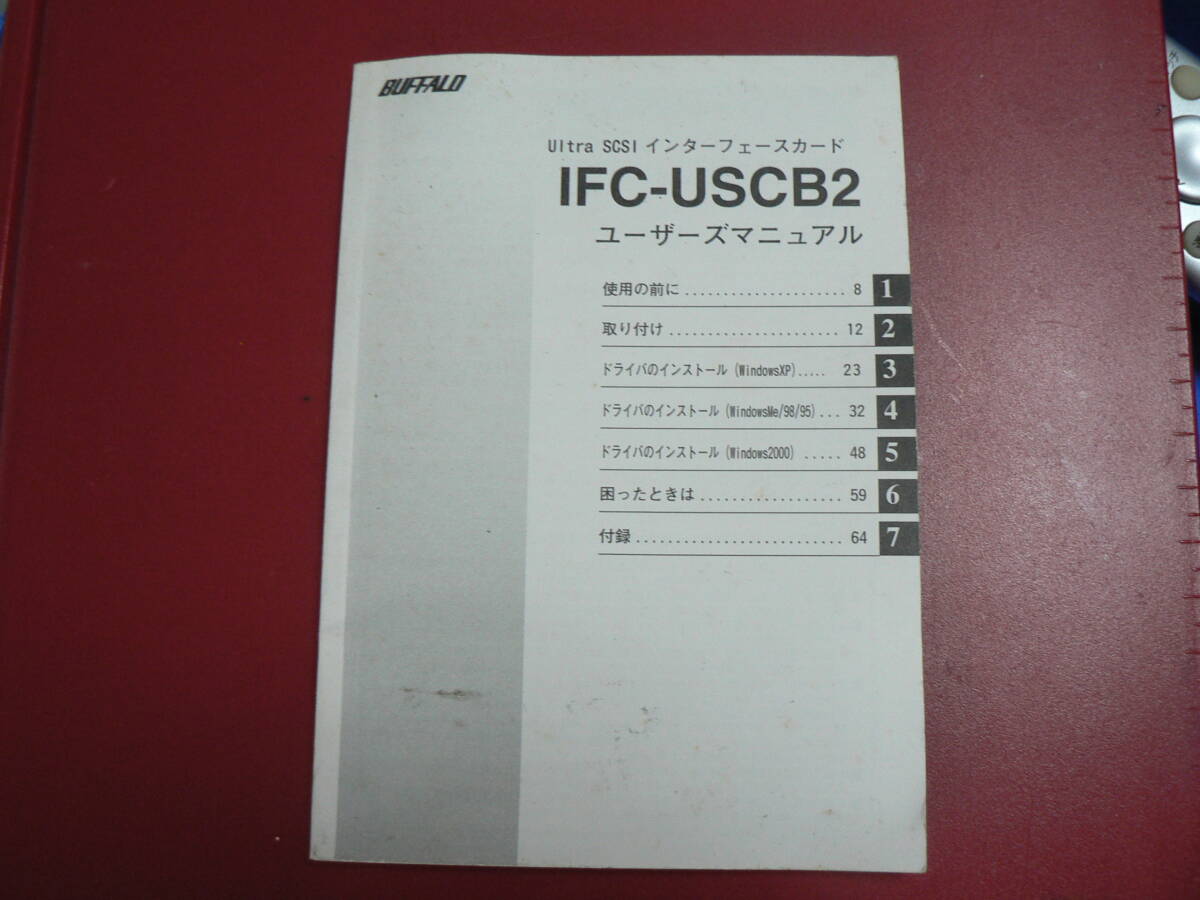 BUFFALO
Ultra SCSI インターフェースカード
IFC-USCB2
ユーザーズマニュアル
使用の前に ..................... 8 1
取り付け ...................... 12 2
ドライバのインストール (WindowsXP)..... 23 3
ドライバのインストール (WindowsMe/98/95) ... 32 4
ドライバのインストール (Windows2000) ..... 48 5
困ったときは .................. 59 6
付録 .......................... 64 7